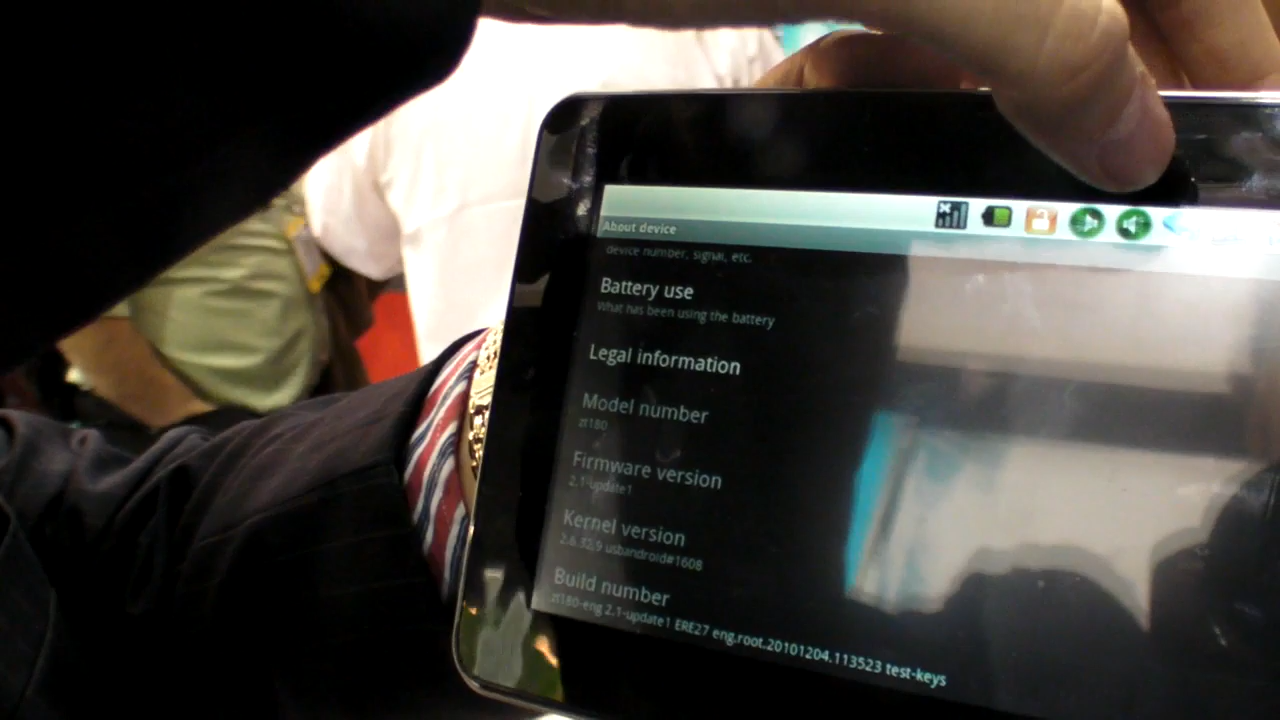 About device
device number, signal, etc.
Battery use
What has been using the battery
Legal information
Model number
zt180
Firmware version
2.1-update1
Kernel version
2.6.32.9 usbandroid#1608
Build number
zt180-eng 2.1-update1 ERE27 eng.root.20101204.113523 test-keys